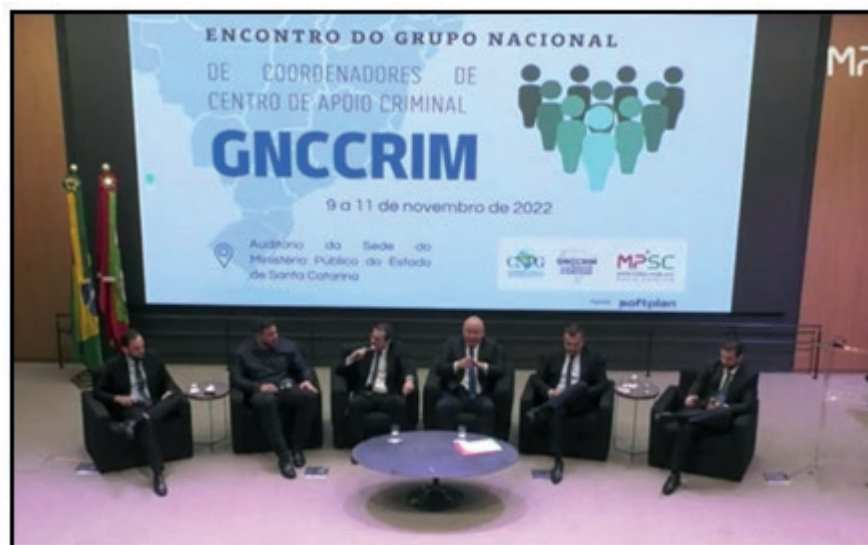 ENCONTRO DO GRUPO NACIONAL
DE COORDENADORES DE
CENTRO DE APOIO CRIMINAL
GNCCRIM
9 a 11 de novembro de 2022
Auditório da Sede do
Ministério Público do Estado
de Santa Catarina
GNCCRIM
MPSC
softplan
MP